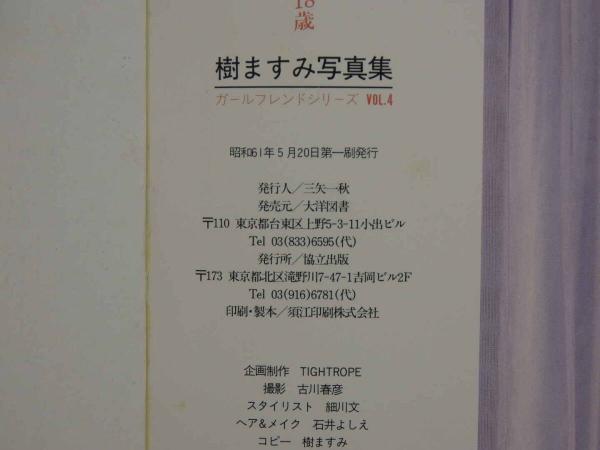 18
歳
樹ますみ写真集
ガールフレンドシリーズ VOL.4
昭和61年5月20日第一刷発行
発行人／三矢一秋
発売元／大洋図書
〒110 東京都台東区上野5-3-11小出ビル
Tel 03(833)6595(代)
発行所／協立出版
〒173 東京都北区滝野川7-47-1吉岡ビル2F
Tel 03(916)6781(代)
印刷・製本／須江印刷株式会社
企画制作 TIGHTROPE
撮影 古川春彦
スタイリスト 細川文
ヘア&メイク 石井よしえ
コピー 樹ますみ